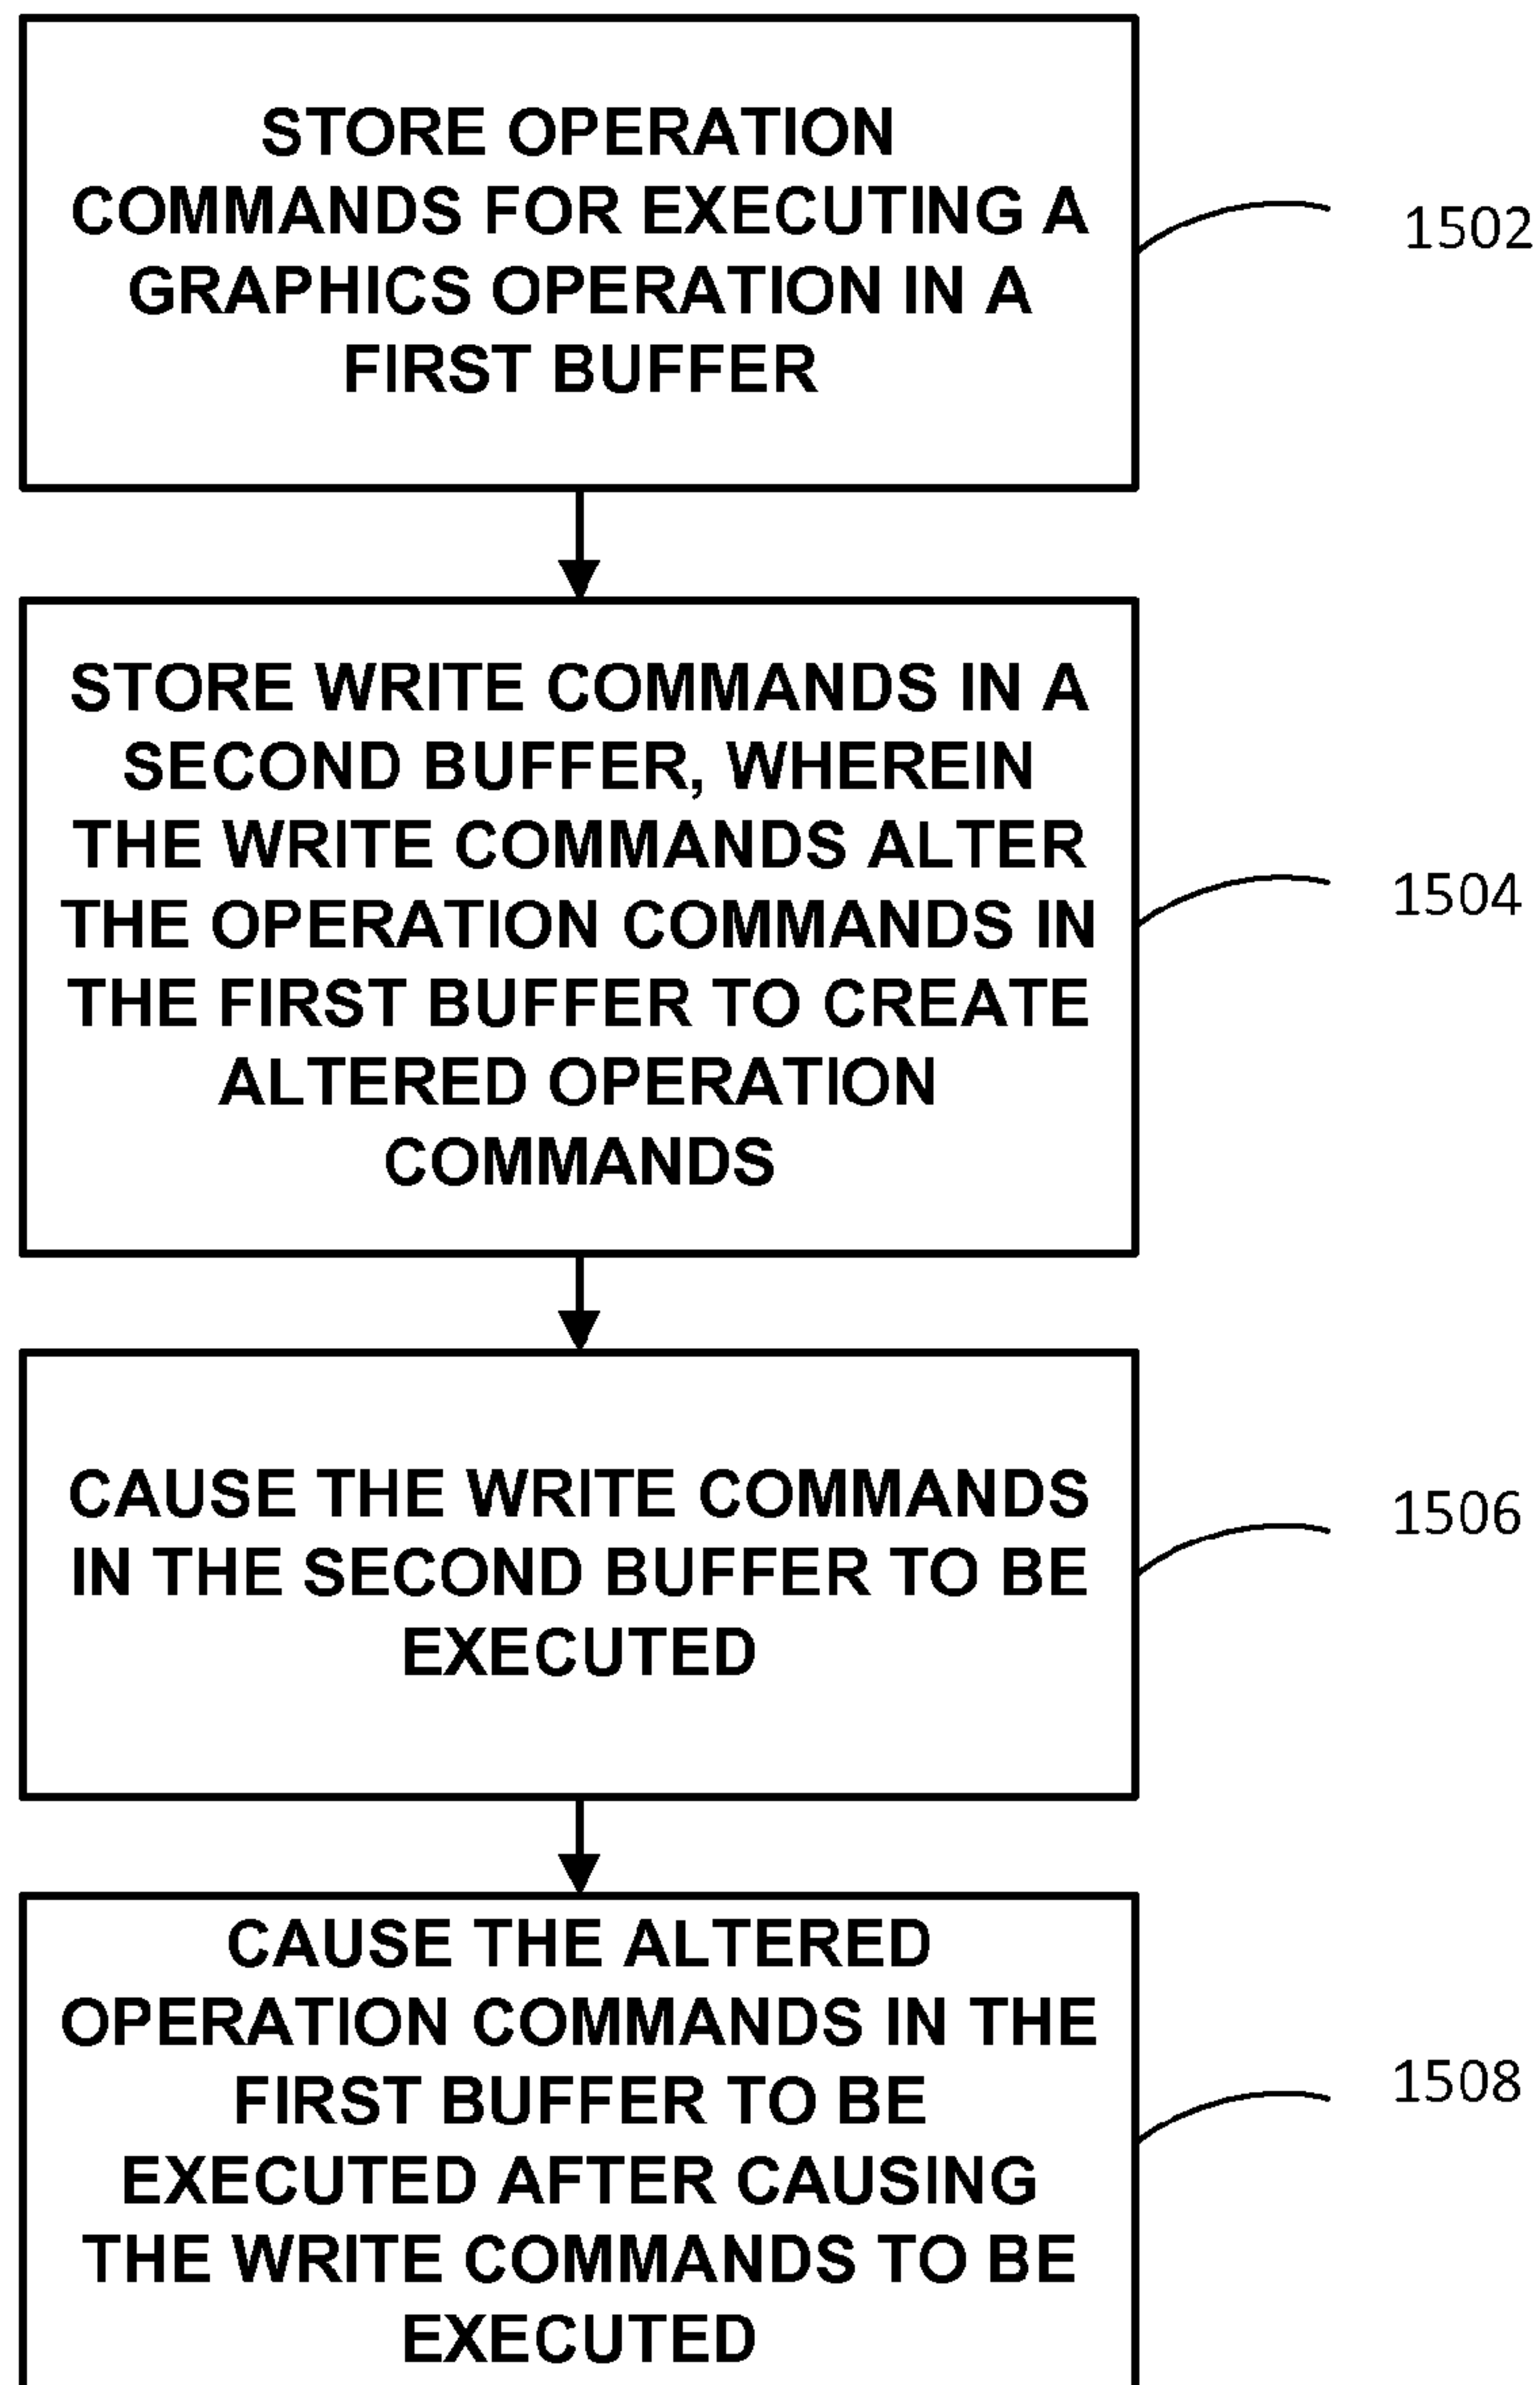 STORE OPERATION
COMMANDS FOR EXECUTING A
GRAPHICS OPERATION IN A
FIRST BUFFER
1502
STORE WRITE COMMANDS IN A
SECOND BUFFER, WHEREIN
THE WRITE COMMANDS ALTER
THE OPERATION COMMANDS IN
THE FIRST BUFFER TO CREATE
ALTERED OPERATION
COMMANDS
1504
CAUSE THE WRITE COMMANDS
IN THE SECOND BUFFER TO BE
EXECUTED
1506
CAUSE THE ALTERED
OPERATION COMMANDS IN THE
FIRST BUFFER TO BE
EXECUTED AFTER CAUSING
THE WRITE COMMANDS TO BE
EXECUTED
1508